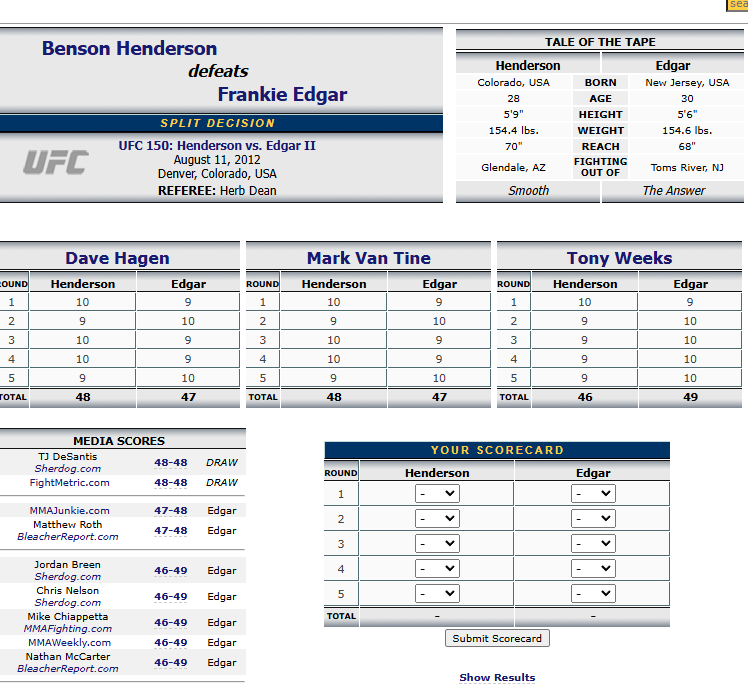 sea
Benson Henderson
defeats
Frankie Edgar
SPLIT DECISION
UFC
UFC 150: Henderson vs. Edgar II
August 11, 2012
Denver, Colorado, USA
REFEREE: Herb Dean
TALE OF THE TAPE
Henderson Edgar
Colorado, USA BORN New Jersey, USA
28 AGE 30
5'9" HEIGHT 5'6"
154.4 lbs. WEIGHT 154.6 lbs.
70" REACH 68"
Glendale, AZ FIGHTING OUT OF Toms River, NJ
Smooth The Answer
Dave Hagen
ROUND Henderson Edgar
1 10 9
2 9 10
3 10 9
4 10 9
5 9 10
TOTAL 48 47
Mark Van Tine
ROUND Henderson Edgar
1 10 9
2 9 10
3 10 9
4 10 9
5 9 10
TOTAL 48 47
Tony Weeks
ROUND Henderson Edgar
1 10 9
2 9 10
3 9 10
4 9 10
5 9 10
TOTAL 46 49
MEDIA SCORES
TJ DeSantis
Sherdog.com 48-48 DRAW
FightMetric.com 48-48 DRAW
MMAJunkie.com 47-48 Edgar
Matthew Roth
BleacherReport.com 47-48 Edgar
Jordan Breen
Sherdog.com 46-49 Edgar
Chris Nelson
Sherdog.com 46-49 Edgar
Mike Chiappetta
MMAFighting.com 46-49 Edgar
MMAWeekly.com 46-49 Edgar
Nathan McCarter
BleacherReport.com 46-49 Edgar
YOUR SCORECARD
ROUND Henderson Edgar
1 - -
2 - -
3 - -
4 - -
5 - -
TOTAL - -
Submit Scorecard
Show Results